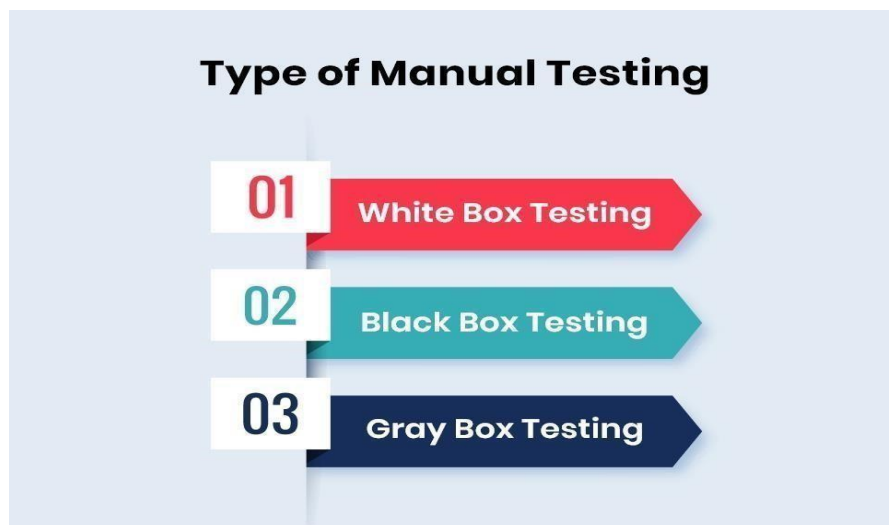 Type of Manual Testing
01
White Box Testing
02
Black Box Testing
03
Gray Box Testing